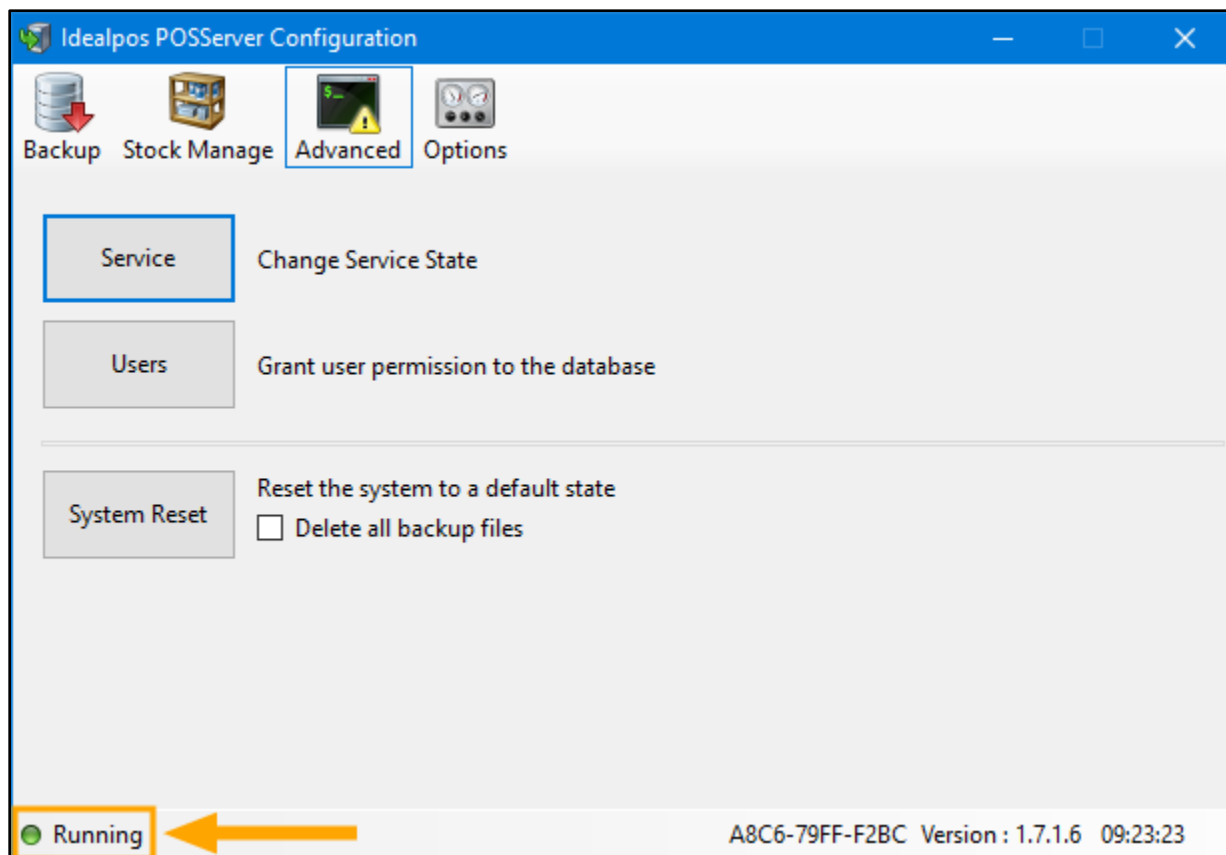 Idealpos POSServer Configuration
$_
Backup Stock Manage Advanced Options
Service Change Service State
Users Grant user permission to the database
System Reset Reset the system to a default state
Delete all backup files
Running A8C6-79FF-F2BC Version : 1.7.1.6 09:23:23